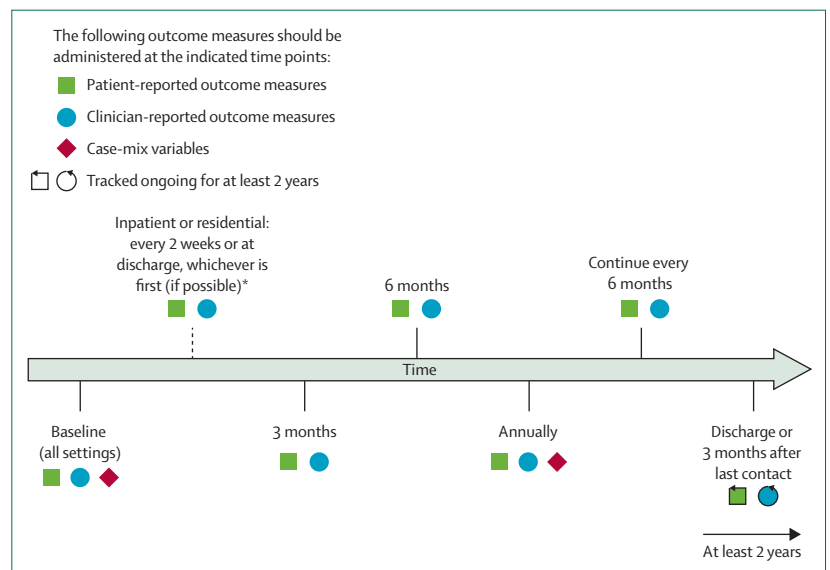 The following outcome measures should be
administered at the indicated time points:
Patient-reported outcome measures
Clinician-reported outcome measures
Case-mix variables
Tracked ongoing for at least 2 years
Inpatient or residential:
every 2 weeks or at
discharge, whichever is
first (if possible)*
6 months
Continue every
6 months
Time
Baseline
(all settings)
3 months
Annually
Discharge or
3 months after
last contact
At least 2 years